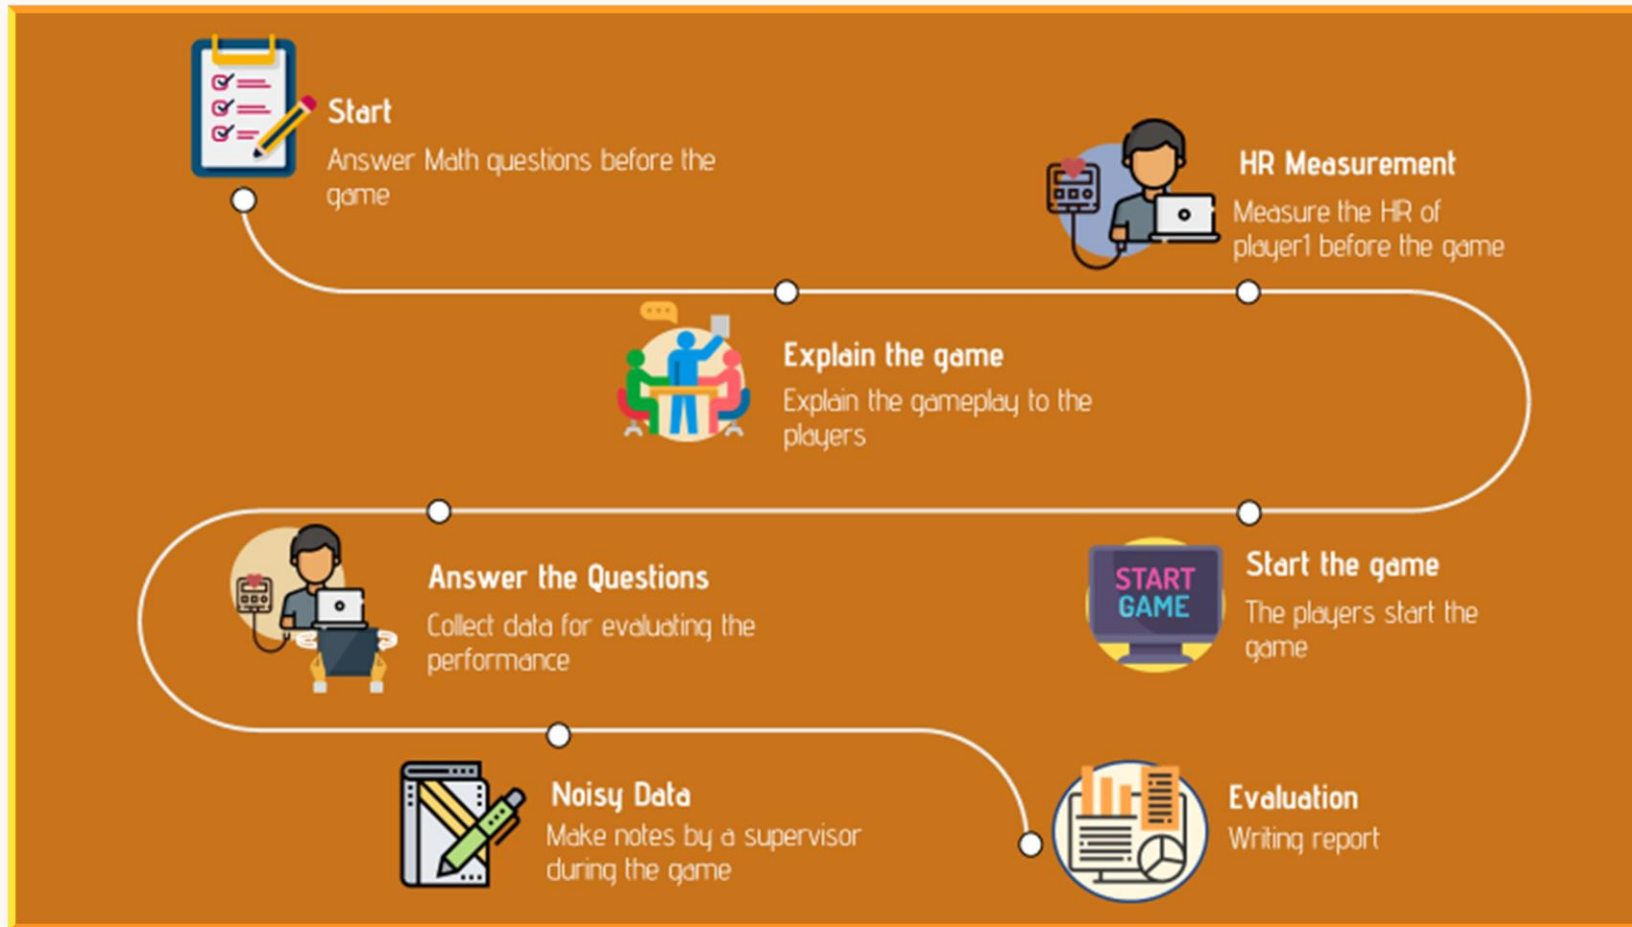 Start
Answer Math questions before the
game
HR Measurement
Measure the HR of
player1 before the game
Explain the game
Explain the gameplay to the
players
Answer the Questions
Collect data for evaluating the
performance
START
GAME
Start the game
The players start the
game
Noisy Data
Make notes by a supervisor
during the game
Evaluation
Writing report